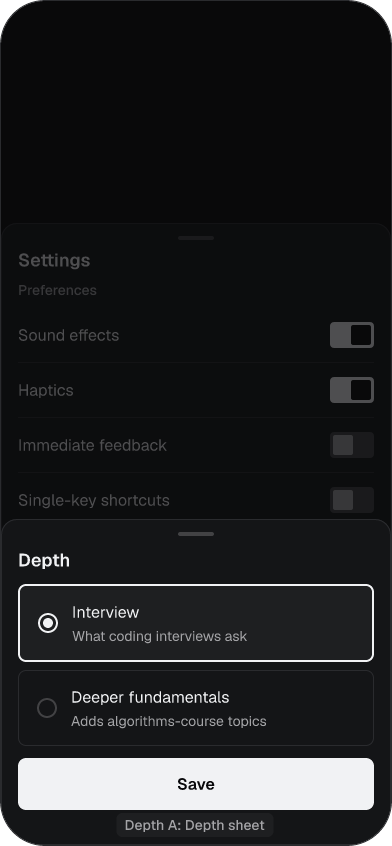 Settings
Preferences
Sound effects
Haptics
Immediate feedback
Single-key shortcuts
Depth
Interview
What coding interviews ask
Deeper fundamentals
Adds algorithms-course topics
Save
Depth A: Depth sheet